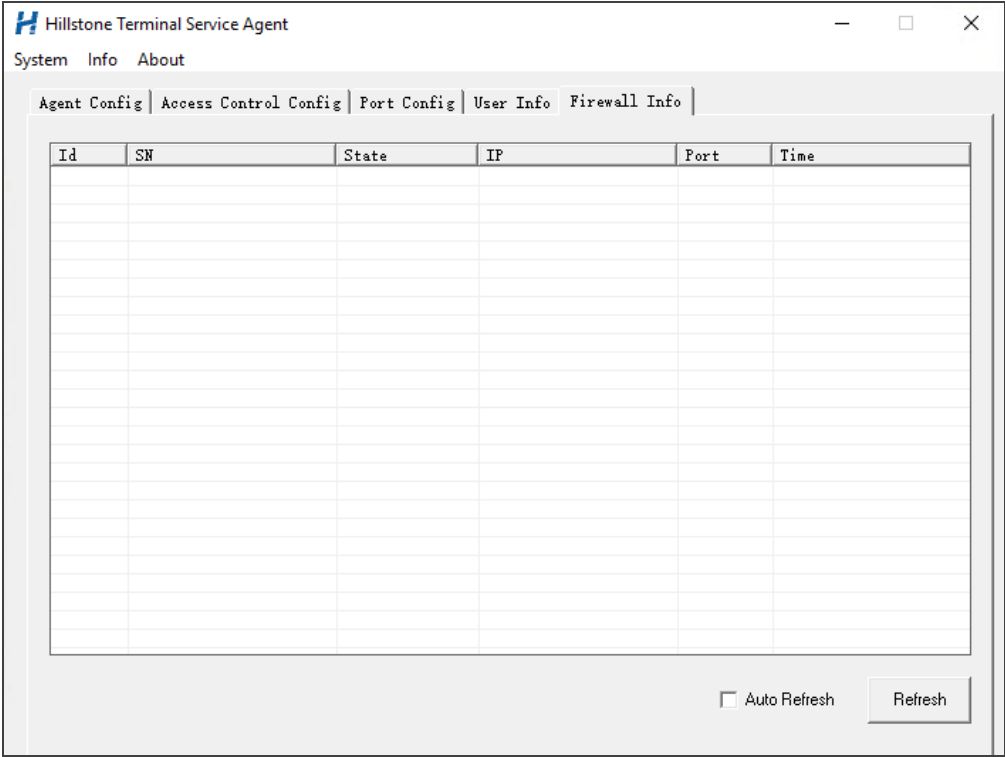 Hillstone Terminal Service Agent
System Info About
Agent Config Access Control Config Port Config User Info Firewall Info
Id SN State IP Port Time
Auto Refresh Refresh